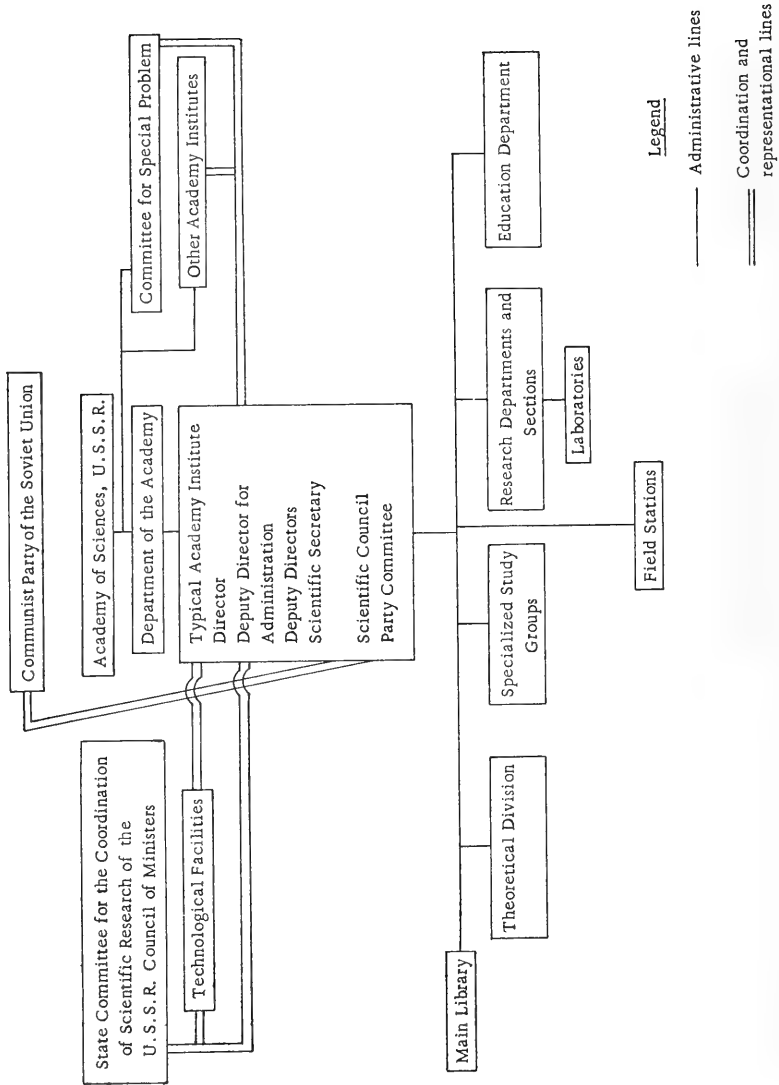 Communist Party of the Soviet Union
State Committee for the Coordination
of Scientific Research of the
U.S.S.R. Council of Ministers
Academy of Sciences, U.S.S.R.
Committee for Special Problem
Technological Facilities
Department of the Academy
Other Academy Institutes
Typical Academy Institute
Director
Deputy Director for
Administration
Deputy Directors
Scientific Secretary
Scientific Council
Party Committee
Main Library
Theoretical Division
Specialized Study
Groups
Research Departments and
Sections
Education Department
Laboratories
Field Stations
Legend
Administrative lines
Coordination and
representational lines